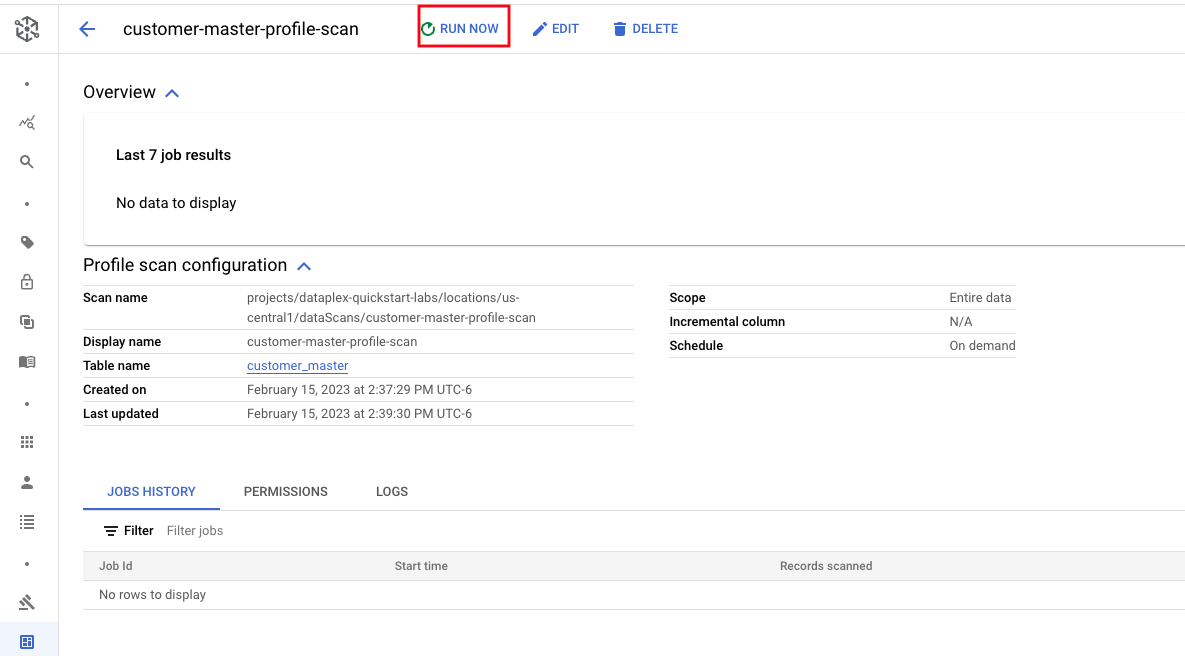 customer-master-profile-scan RUN NOW EDIT DELETE
Overview
Last 7 job results
No data to display
Profile scan configuration
Scan name projects/dataplex-quickstart-labs/locations/us-
central1/dataScans/customer-master-profile-scan
Display name customer-master-profile-scan
Table name customer_master
Created on February 15, 2023 at 2:37:29 PM UTC-6
Last updated February 15, 2023 at 2:39:30 PM UTC-6
Scope Entire data
Incremental column N/A
Schedule On demand
JOBS HISTORY PERMISSIONS LOGS
Filter Filter jobs
Job Id Start time Records scanned
No rows to display